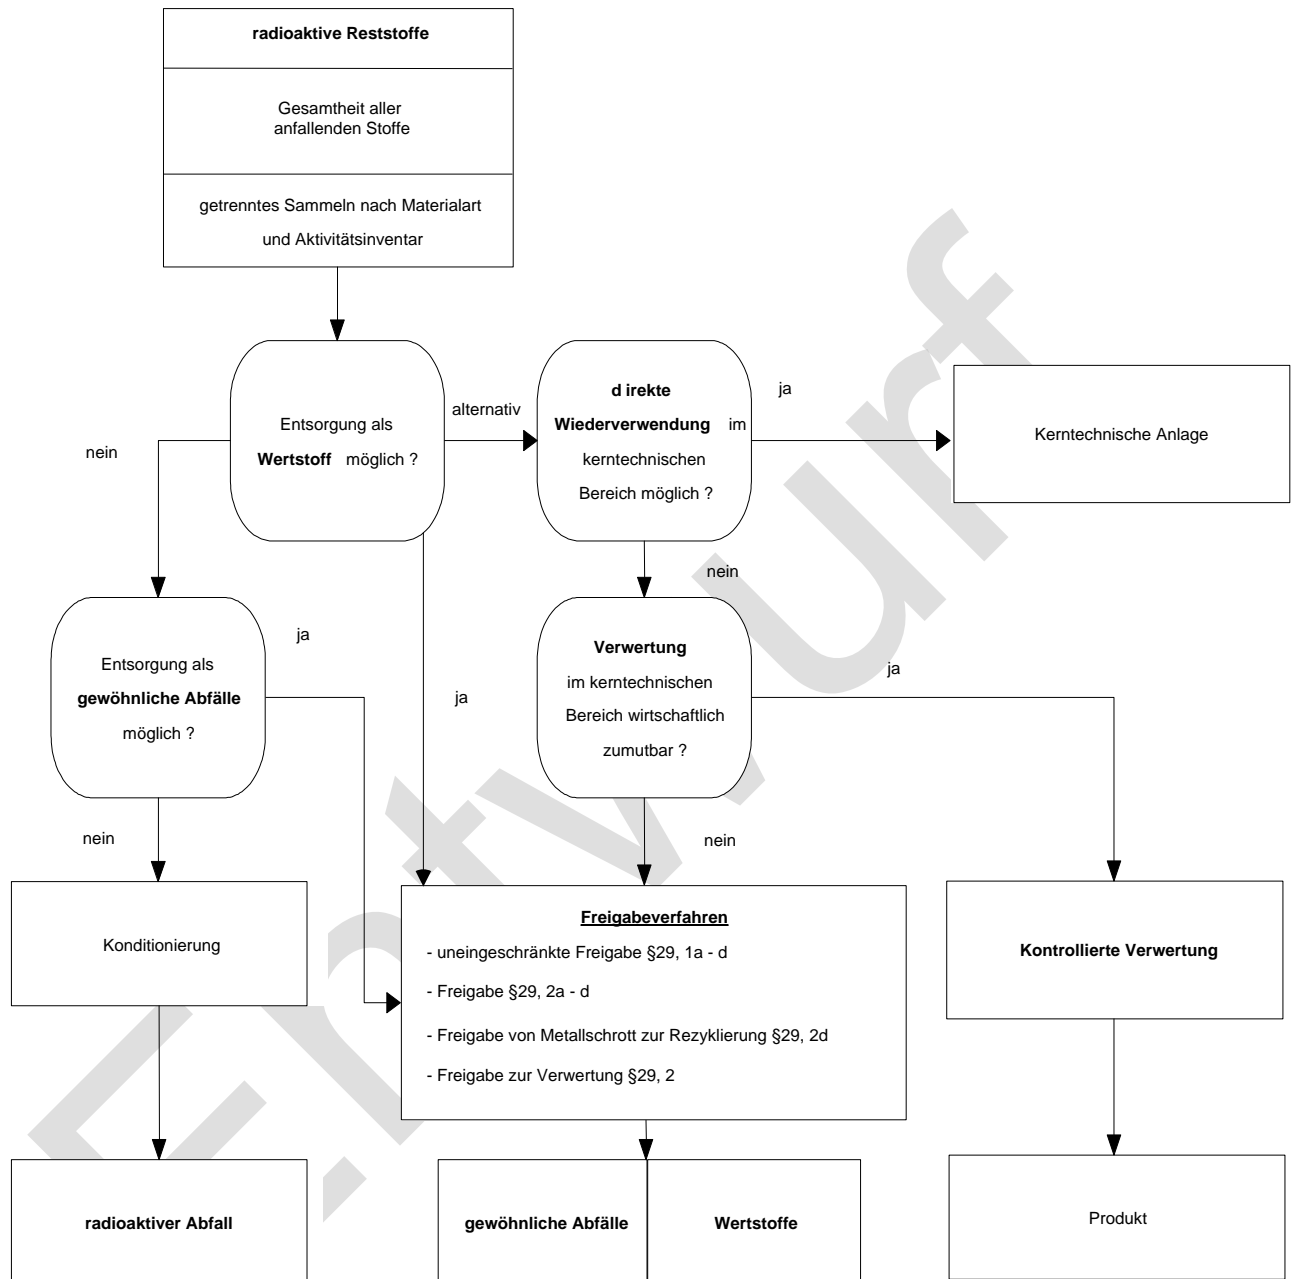 radioaktive Reststoffe
Gesamtheit aller
anfallenden Stoffe
getrenntes Sammeln nach Materialart
und Aktivitätsinventar
Entsorgung als
Wertstoff möglich ?
alternativ
d irekte
Wiederverwendung im
kerntechnischen
Bereich möglich ?
ja
Kerntechnische Anlage
nein
nein
Entsorgung als
gewöhnliche Abfälle
möglich ?
ja
ja
Verwertung
im kerntechnischen
Bereich wirtschaftlich
zumutbar ?
ja
nein
nein
Konditionierung
Freigabeverfahren
- uneingeschränkte Freigabe §29, 1a - d
- Freigabe §29, 2a - d
- Freigabe von Metallschrott zur Rezyklierung §29, 2d
- Freigabe zur Verwertung §29, 2
Kontrollierte Verwertung
radioaktiver Abfall
gewöhnliche Abfälle
Wertstoffe
Produkt
Entwurf